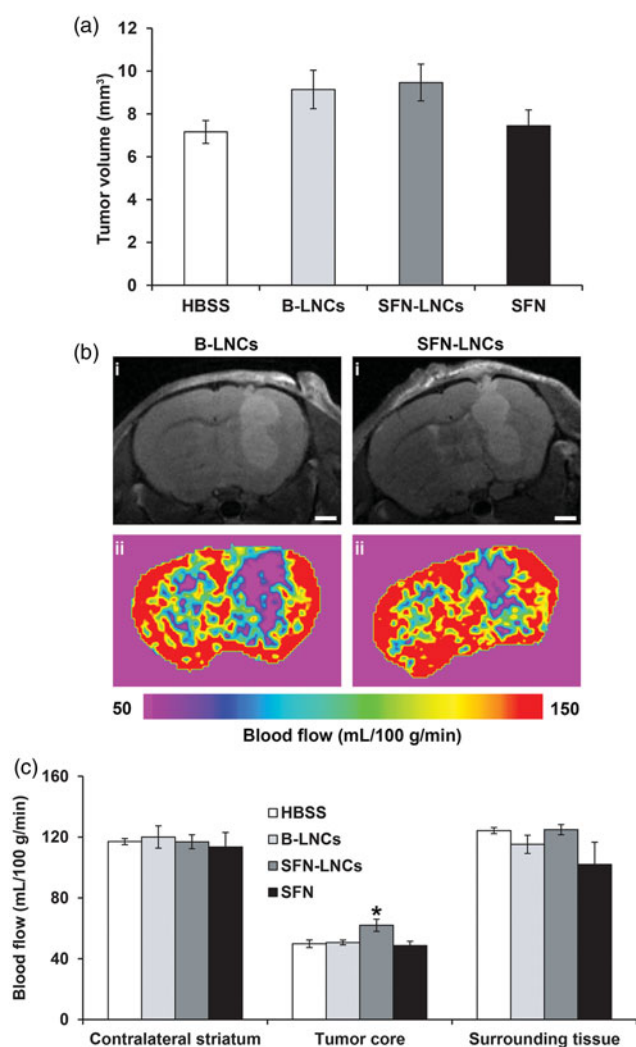 (a)
12
10
8
6
4
2
0
Tumor volume (mm³)
HBSS B-LNCs SFN-LNCs SFN
(b)
B-LNCs SFN-LNCs
i i
ii ii
50 150
Blood flow (mL/100 g/min)
(c)
160
120
80
40
0
Blood flow (mL/100 g/min)
HBSS
B-LNCs
SFN-LNCs
SFN
*
Contralateral striatum Tumor core Surrounding tissue